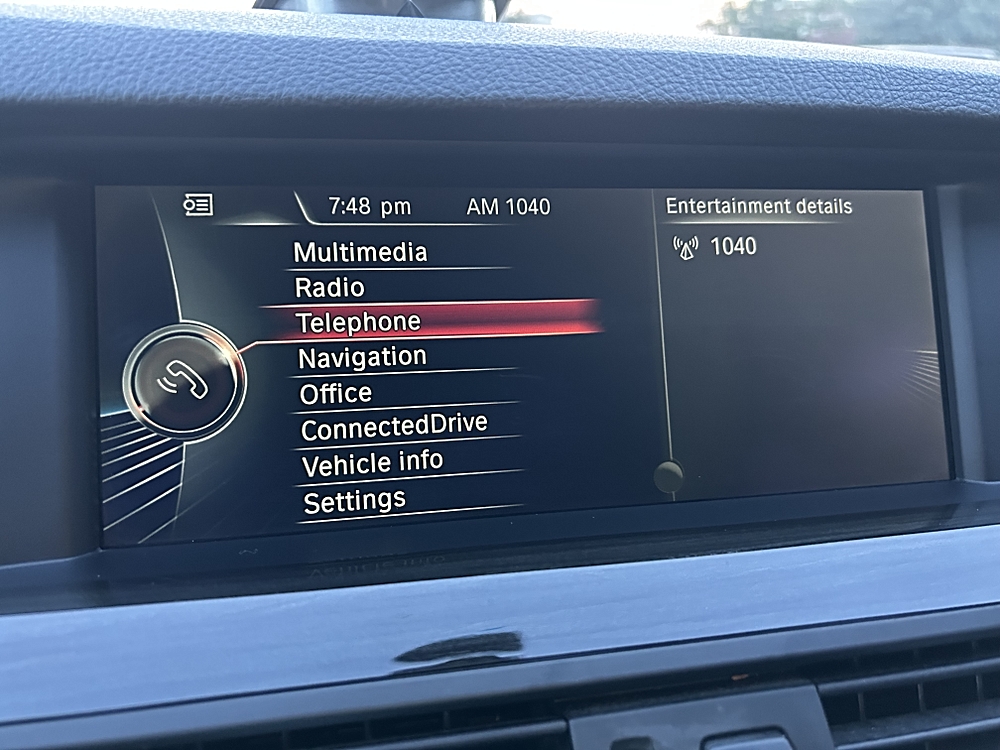 7:48 pm AM 1040
Entertainment details
1040
Multimedia
Radio
Telephone
Navigation
Office
ConnectedDrive
Vehicle info
Settings